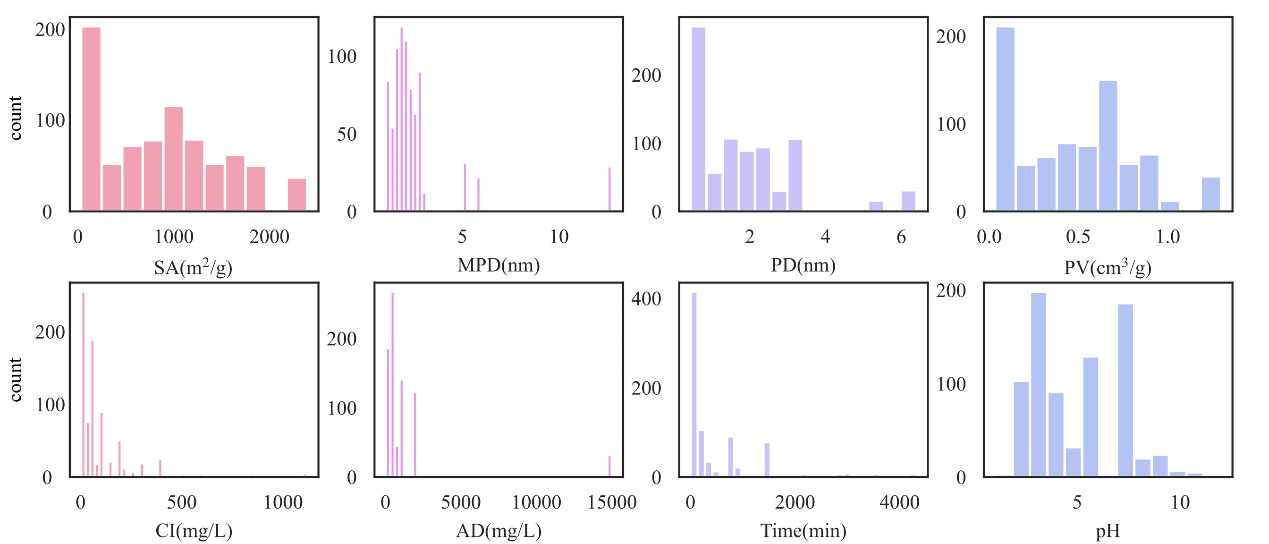 200
100
0
count
0 1000 2000
SA(m²/g)
100
50
0
5 10
MPD(nm)
200
100
0
2 4 6
PD(nm)
200
100
0
0.0 0.5 1.0
PV(cm³/g)
200
100
0
count
0 500 1000
CI(mg/L)
200
100
0
0 5000 10000 15000
AD(mg/L)
400
200
0
0 2000 4000
Time(min)
200
100
0
5 10
pH